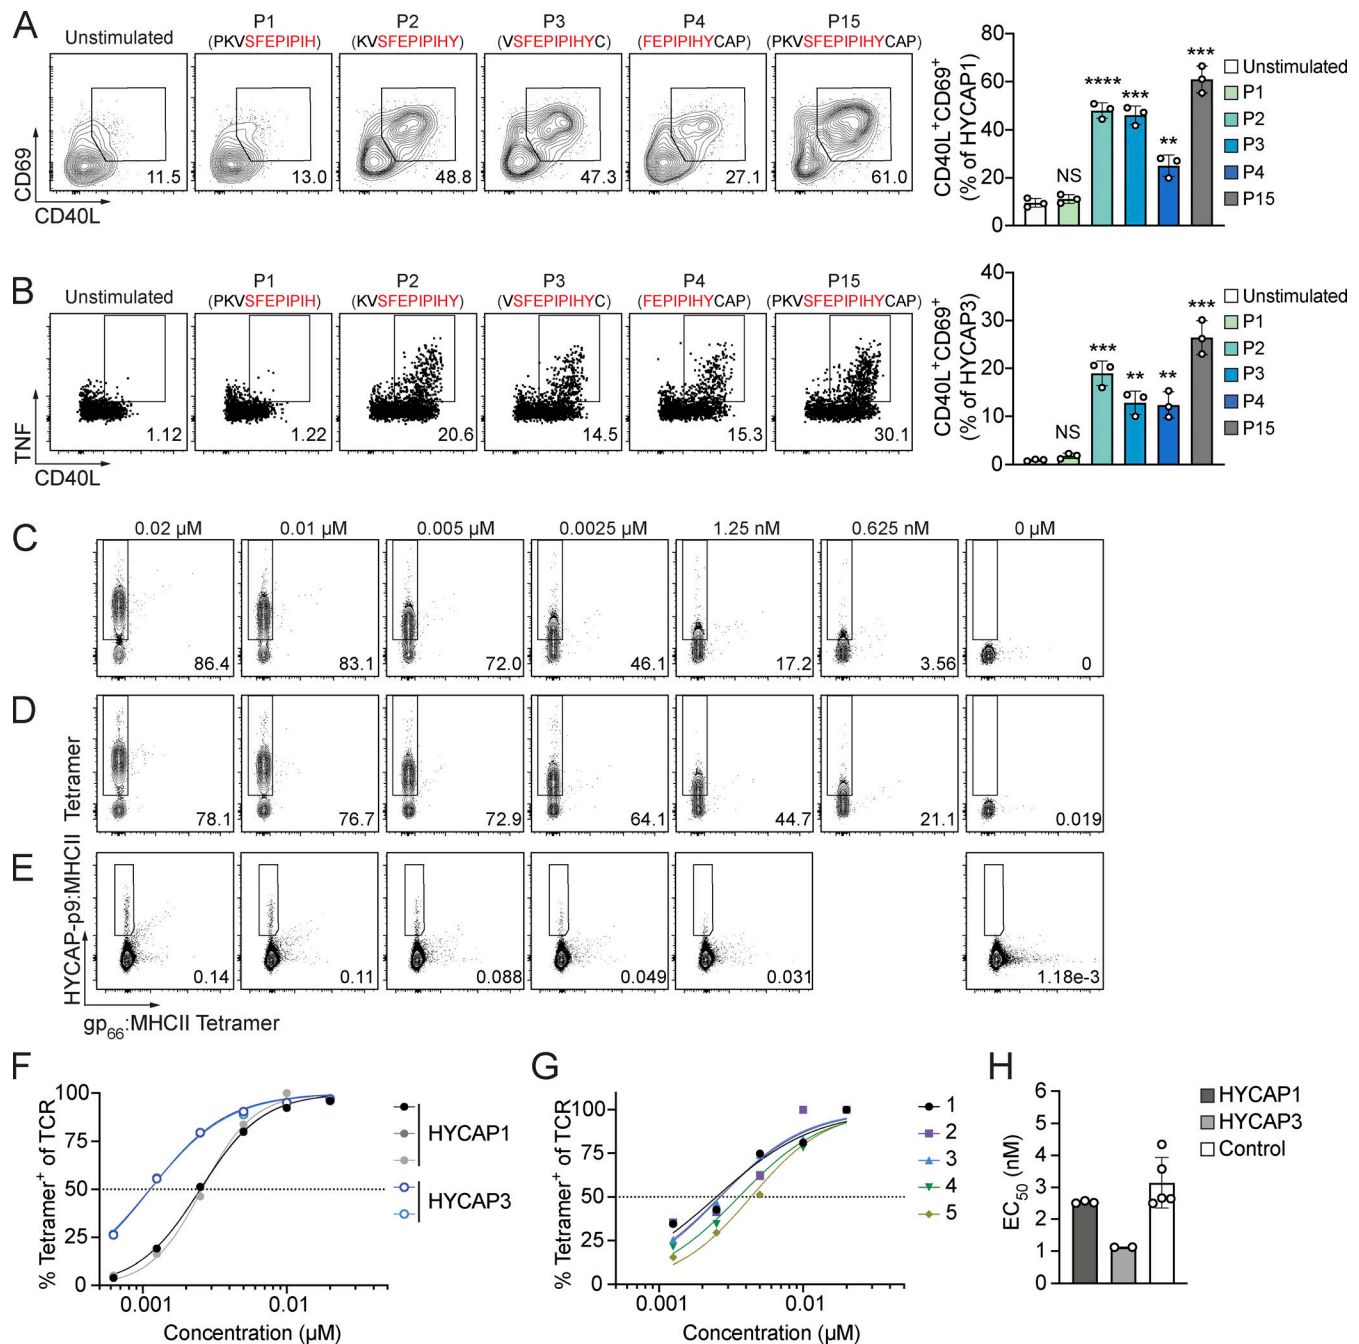 A
Unstimulated
P1
(PKVSFEPIPIH)
P2
(KVSFEPIPIHY)
P3
(VSFEPIPIHYC)
P4
(FEPIPIHYCAP)
P15
(PKVSFEPIPIHYCAP)
CD69
CD40L
11.5
13.0
48.8
47.3
27.1
61.0
CD40L+CD69+
(% of HYCAP1)
80
60
40
20
0
NS
****
***
**
***
Unstimulated
P1
P2
P3
P4
P15
B
Unstimulated
P1
(PKVSFEPIPIH)
P2
(KVSFEPIPIHY)
P3
(VSFEPIPIHYC)
P4
(FEPIPIHYCAP)
P15
(PKVSFEPIPIHYCAP)
TNF
CD40L
1.12
1.22
20.6
14.5
15.3
30.1
CD40L+CD69+
(% of HYCAP3)
40
30
20
10
0
NS
***
**
**
***
Unstimulated
P1
P2
P3
P4
P15
C
0.02 µM
0.01 µM
0.005 µM
0.0025 µM
1.25 nM
0.625 nM
0 µM
86.4
83.1
72.0
46.1
17.2
3.56
0
D
78.1
76.7
72.9
64.1
44.7
21.1
0.019
E
0.14
0.11
0.088
0.049
0.031
1.18e-3
HYCAP-p9:MHCII Tetramer
gp66:MHCII Tetramer
F
% Tetramer+ of TCR
100
75
50
25
0
0.001
0.01
Concentration (µM)
HYCAP1
HYCAP3
G
% Tetramer+ of TCR
100
75
50
25
0
0.001
0.01
Concentration (µM)
1
2
3
4
5
H
EC50 (nM)
6
5
4
3
2
1
0
HYCAP1
HYCAP3
Control